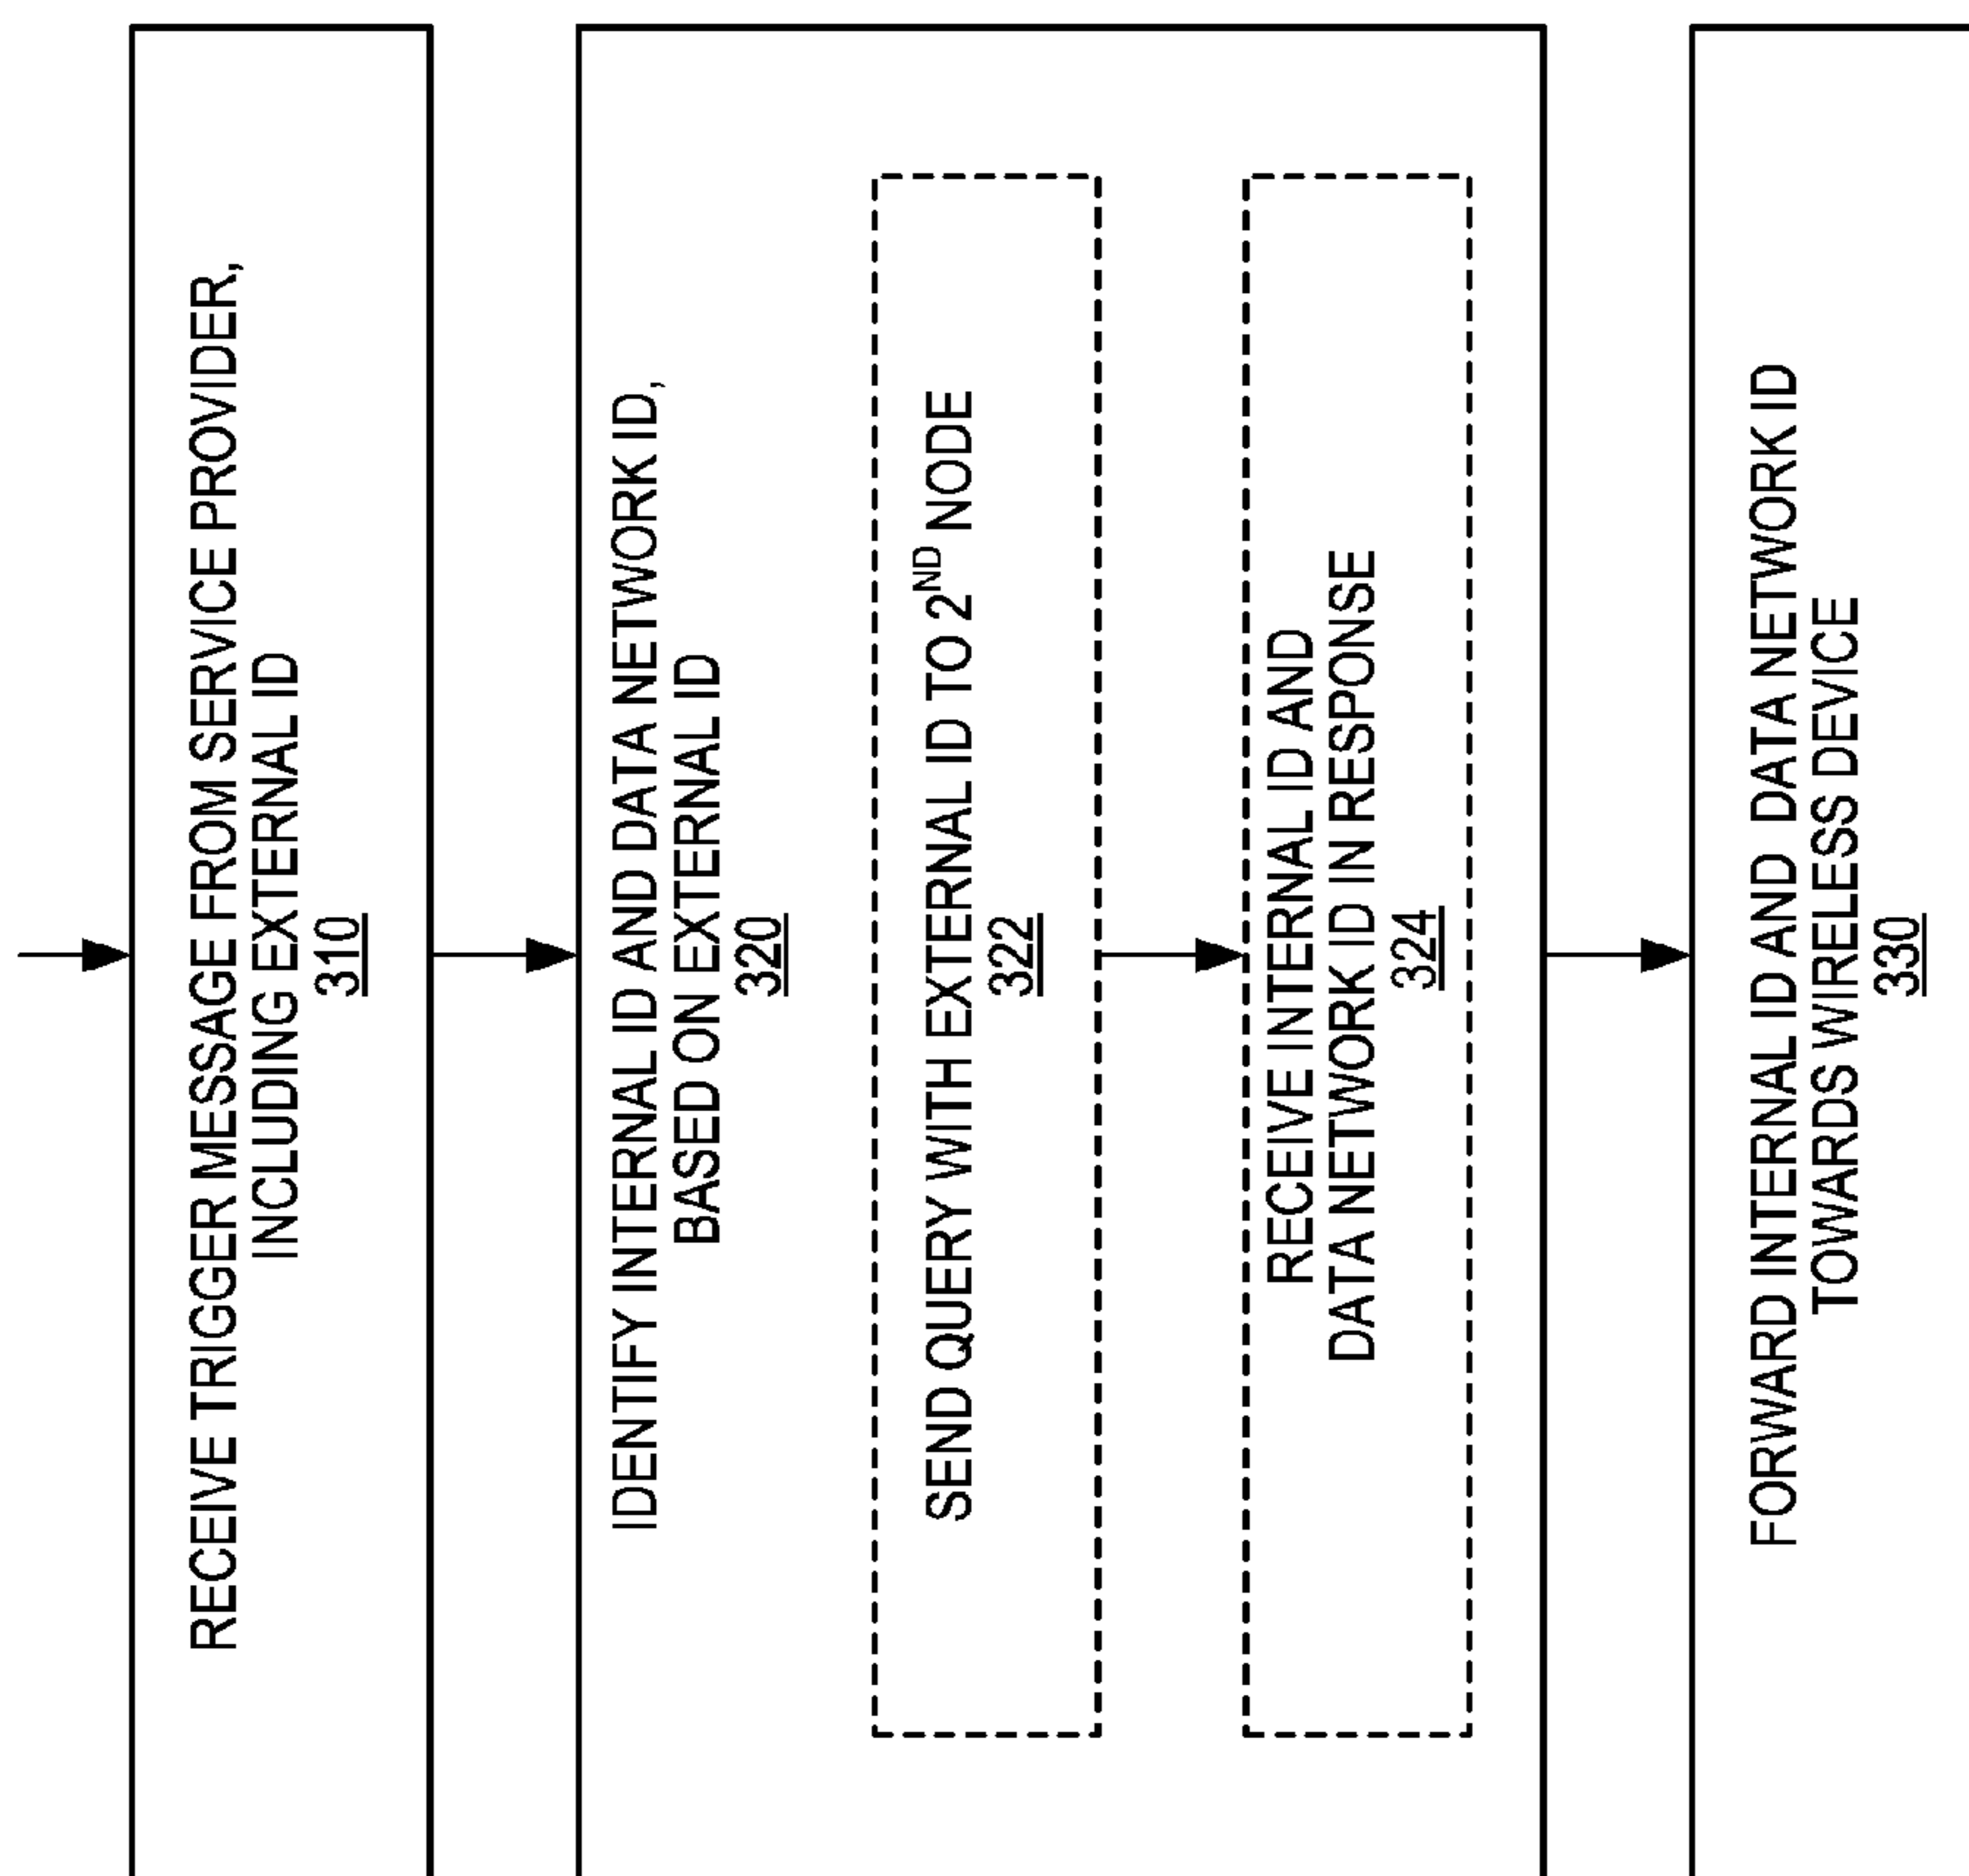 RECEIVE TRIGGER MESSAGE FROM SERVICE PROVIDER,
INCLUDING EXTERNAL ID
310
IDENTIFY INTERNAL ID AND DATA NETWORK ID,
BASED ON EXTERNAL ID
320
SEND QUERY WITH EXTERNAL ID TO 2ND NODE
322
RECEIVE INTERNAL ID AND
DATA NETWORK ID IN RESPONSE
324
FORWARD INTERNAL ID AND DATA NETWORK ID
TOWARDS WIRELESS DEVICE
330